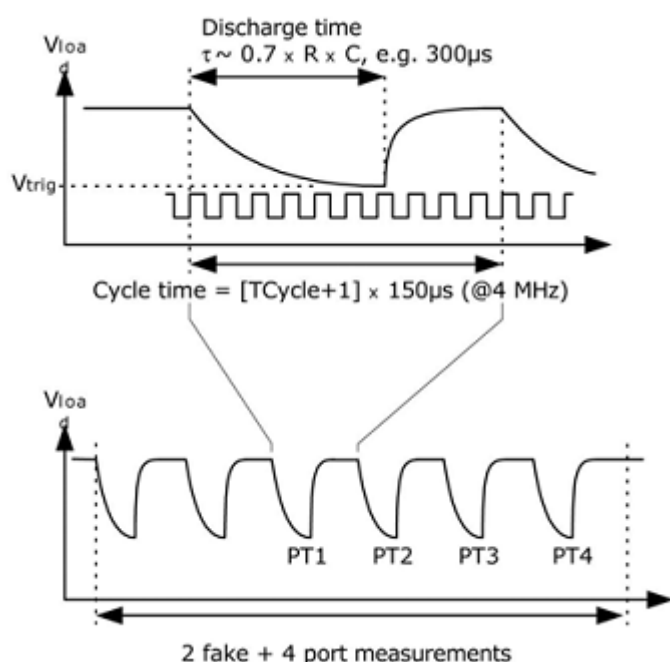 Discharge time
Vloa
d
τ ~ 0.7 x R x C, e.g. 300µs
Vtrig
Cycle time = [TCycle+1] x 150µs (@4 MHz)
Vloa
d
PT1 PT2 PT3 PT4
2 fake + 4 port measurements